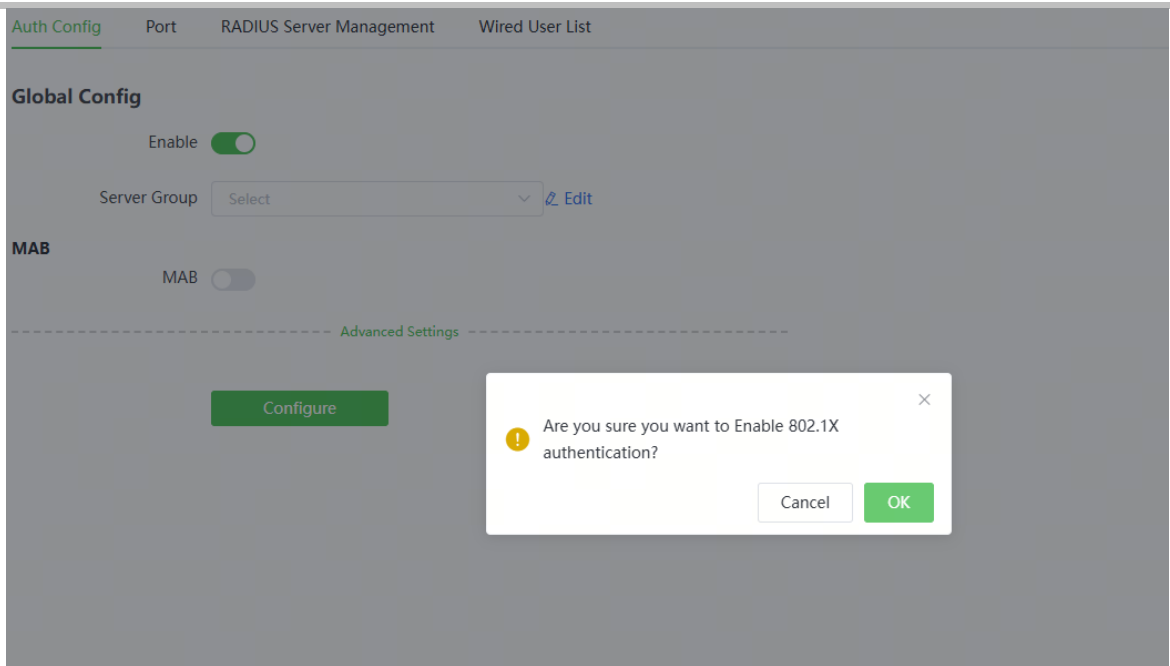 Auth Config Port RADIUS Server Management Wired User List
Global Config
Enable
Server Group Select Edit
MAB
MAB
Advanced Settings
Configure
Are you sure you want to Enable 802.1X
authentication?
Cancel OK